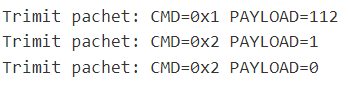 Trimit pachet: CMD=0x1 PAYLOAD=112
Trimit pachet: CMD=0x2 PAYLOAD=1
Trimit pachet: CMD=0x2 PAYLOAD=0